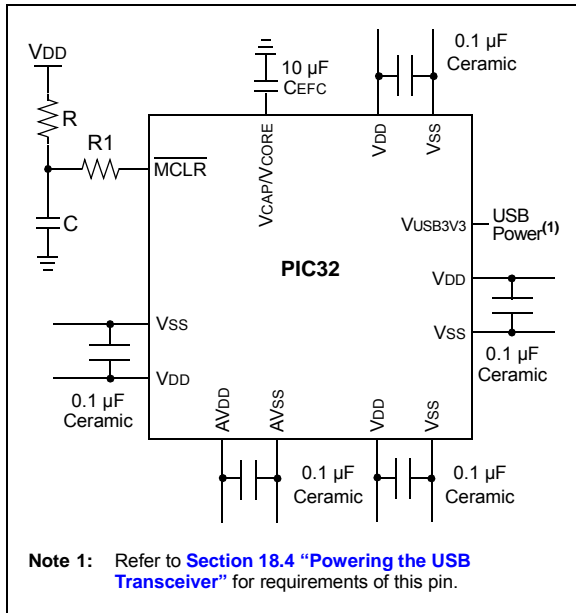 VDD
R
R1
C
MCLR
10 µF
CEFC
VCAP/VCORE
0.1 µF
Ceramic
VDD
VSS
VUSB3V3
USB
Power(1)
PIC32
VDD
VSS
0.1 µF
Ceramic
VSS
VDD
0.1 µF
Ceramic
AVDD
AVSS
0.1 µF
Ceramic
VDD
VSS
0.1 µF
Ceramic
Note 1: Refer to Section 18.4 “Powering the USB
Transceiver” for requirements of this pin.